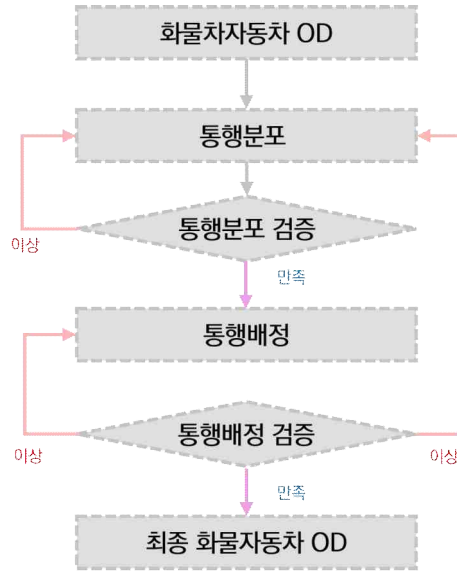 화물차자동차 OD
통행분포
통행분포 검증
이상
만족
통행배정
통행배정 검증
이상
이상
만족
최종 화물자동차 OD